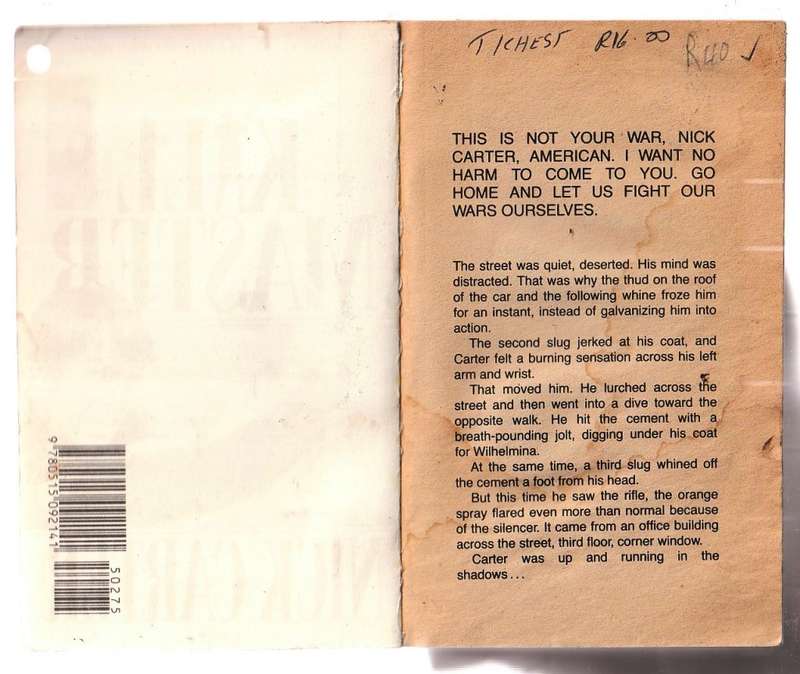 KILL
MASTER
NICK CARTER
9 780515 092141
50275
TICHEST R16.00
R40
THIS IS NOT YOUR WAR, NICK
CARTER, AMERICAN. I WANT NO
HARM TO COME TO YOU. GO
HOME AND LET US FIGHT OUR
WARS OURSELVES.
The street was quiet, deserted. His mind was
distracted. That was why the thud on the roof
of the car and the following whine froze him
for an instant, instead of galvanizing him into
action.
The second slug jerked at his coat, and
Carter felt a burning sensation across his left
arm and wrist.
That moved him. He lurched across the
street and then went into a dive toward the
opposite walk. He hit the cement with a
breath-pounding jolt, digging under his coat
for Wilhelmina.
At the same time, a third slug whined off
the cement a foot from his head.
But this time he saw the rifle, the orange
spray flared even more than normal because
of the silencer. It came from an office building
across the street, third floor, corner window.
Carter was up and running in the
shadows...